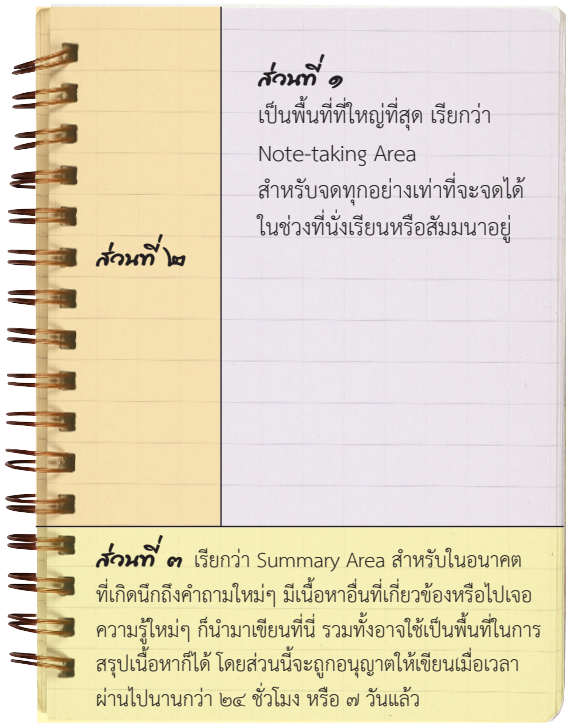 ส่วนที่ ๑
เป็นพื้นที่ที่ใหญ่ที่สุด เรียกว่า
Note-taking Area
สำหรับจดทุกอย่างเท่าที่จะจดได้
ในช่วงที่นั่งเรียนหรือสัมมนาอยู่
ส่วนที่ ๒
ส่วนที่ ๓ เรียกว่า Summary Area สำหรับในอนาคต
ที่เกิดนึกถึงคำถามใหม่ๆ มีเนื้อหาอื่นที่เกี่ยวข้องหรือไปเจอ
ความรู้ใหม่ๆ ก็นำมาเขียนที่นี่ รวมทั้งอาจใช้เป็นพื้นที่ในการ
สรุปเนื้อหาก็ได้ โดยส่วนนี้จะถูกอนุญาตให้เขียนเมื่อเวลา
ผ่านไปนานกว่า ๒๔ ชั่วโมง หรือ ๗ วันแล้ว